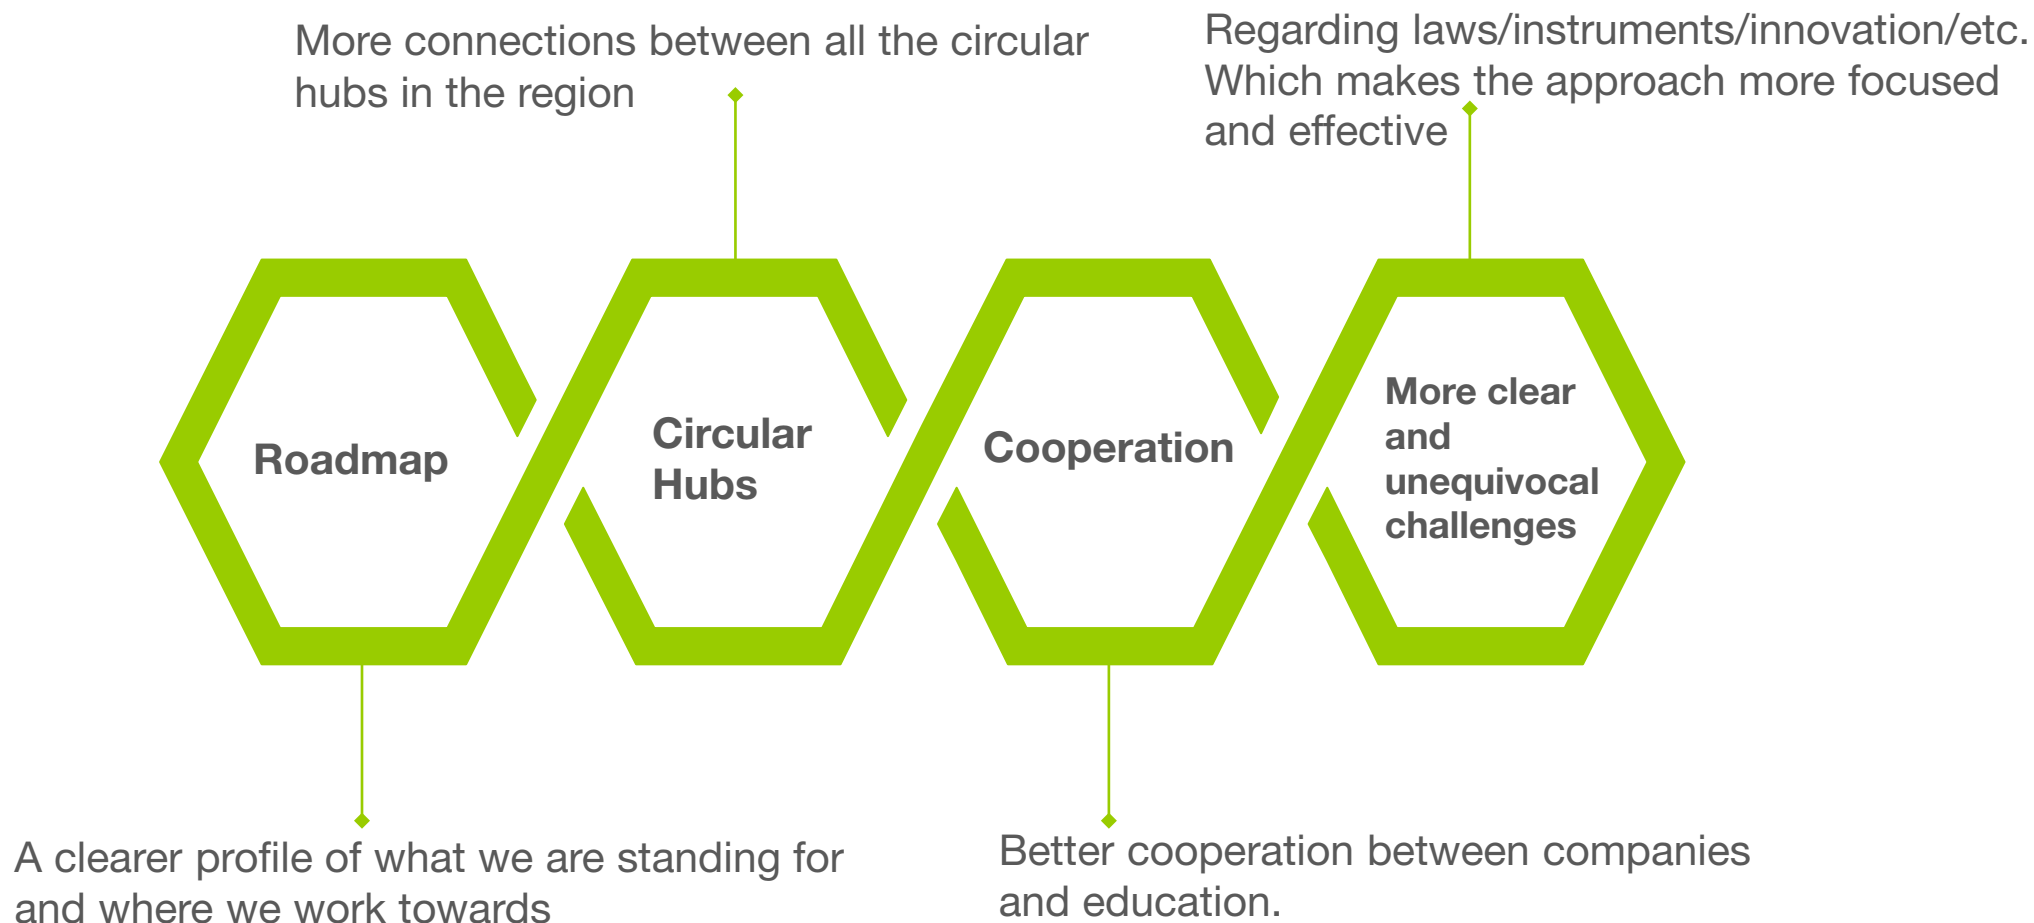 More connections between all the circular
hubs in the region
Regarding laws/instruments/innovation/etc.
Which makes the approach more focused
and effective
Roadmap
Circular
Hubs
Cooperation
More clear
and
unequivocal
challenges
A clearer profile of what we are standing for
and where we work towards
Better cooperation between companies
and education.